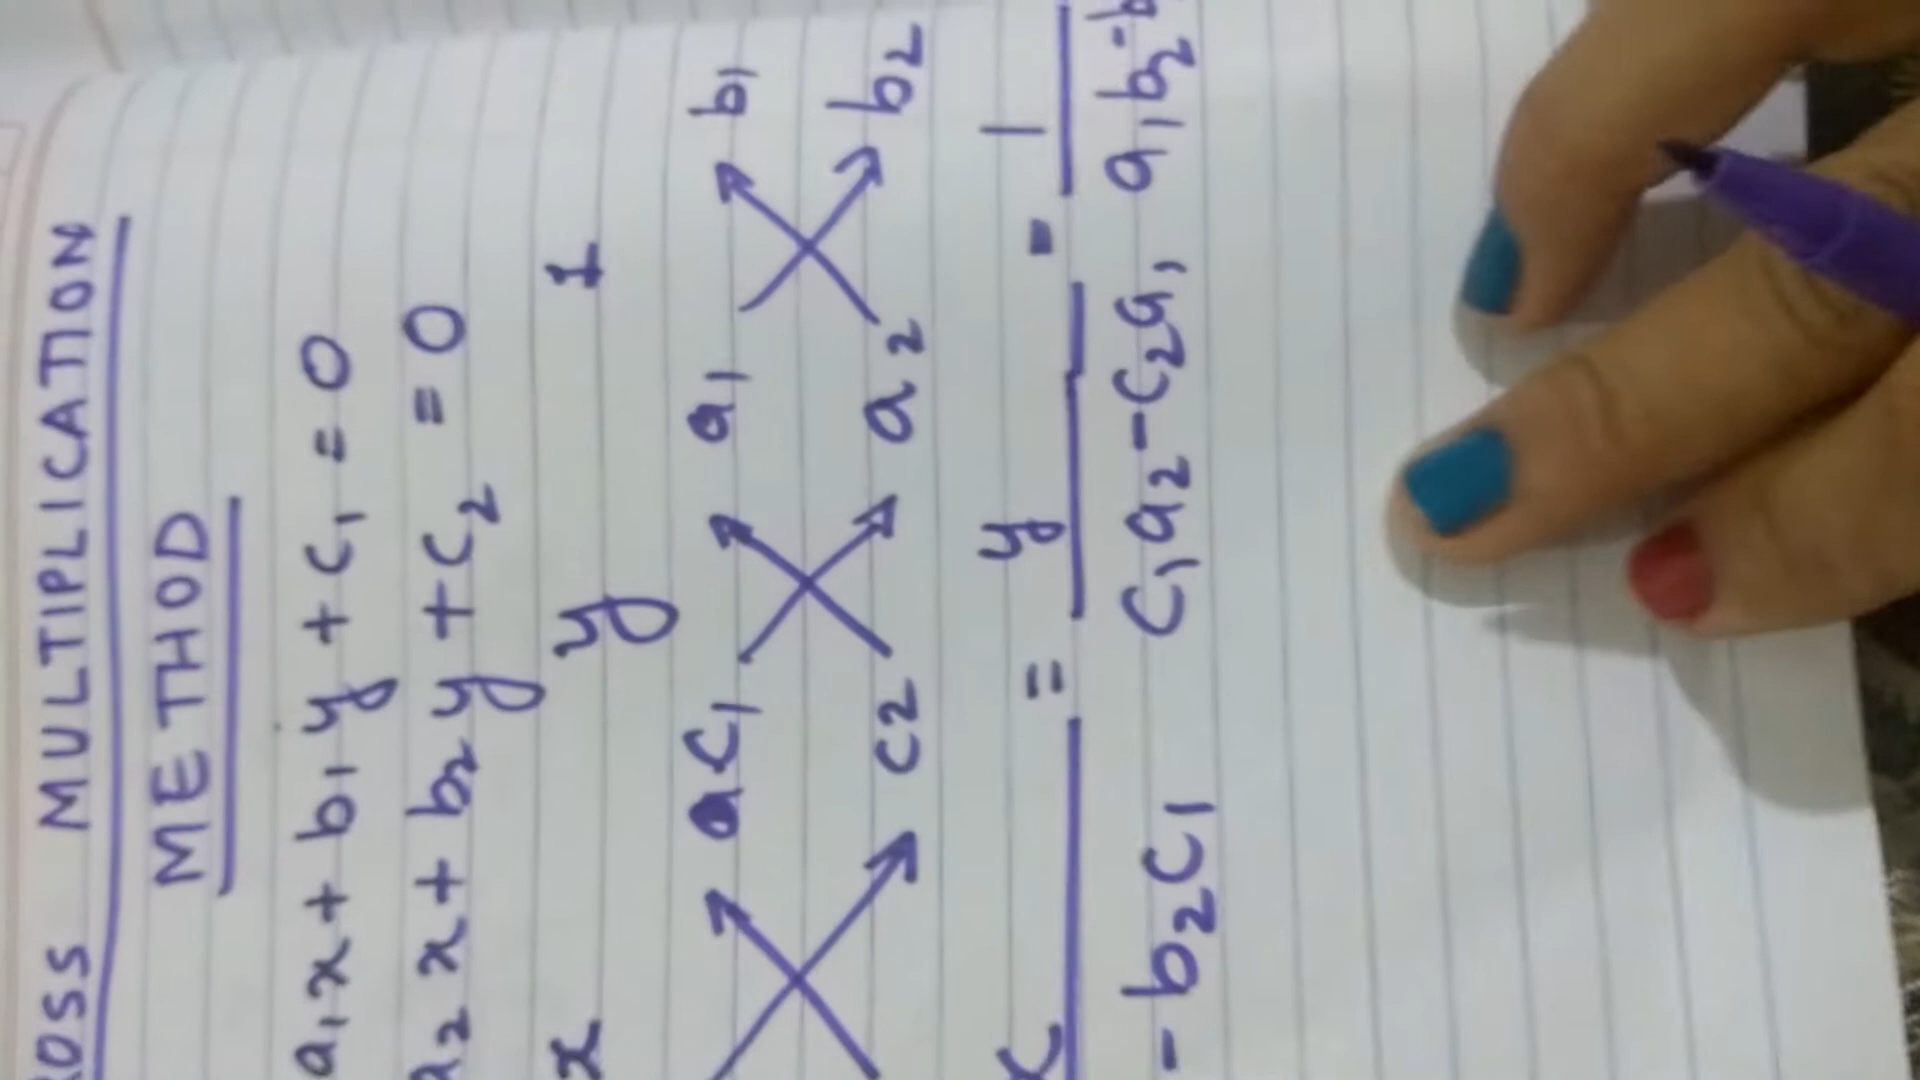 OSS MULTIPLICATION
METHOD
a₁x + b₁y + c₁ = 0
a₂x + b₂y + c₂ = 0
x y 1
c₁ a₁ b₁
c₂ a₂ b₂
x = y = 1
- b₂c₁ c₁a₂-c₂a₁ a₁b₂-b